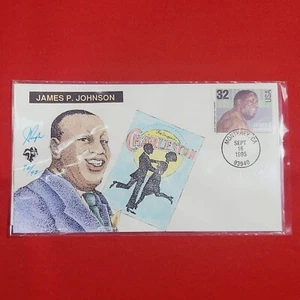 JAMES P. JOHNSON
32
USA
CHARLESTON
MONTEREY, CA
SEPT
16
1995
93940